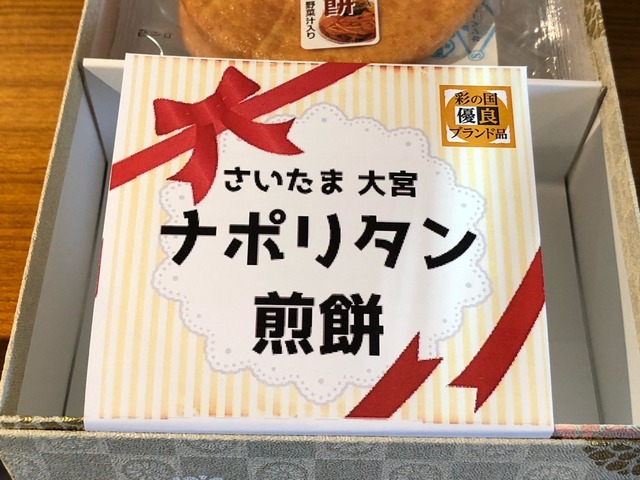 餅
野菜汁入り
彩の国
優良
ブランド品
さいたま 大宮
ナポリタン
煎餅